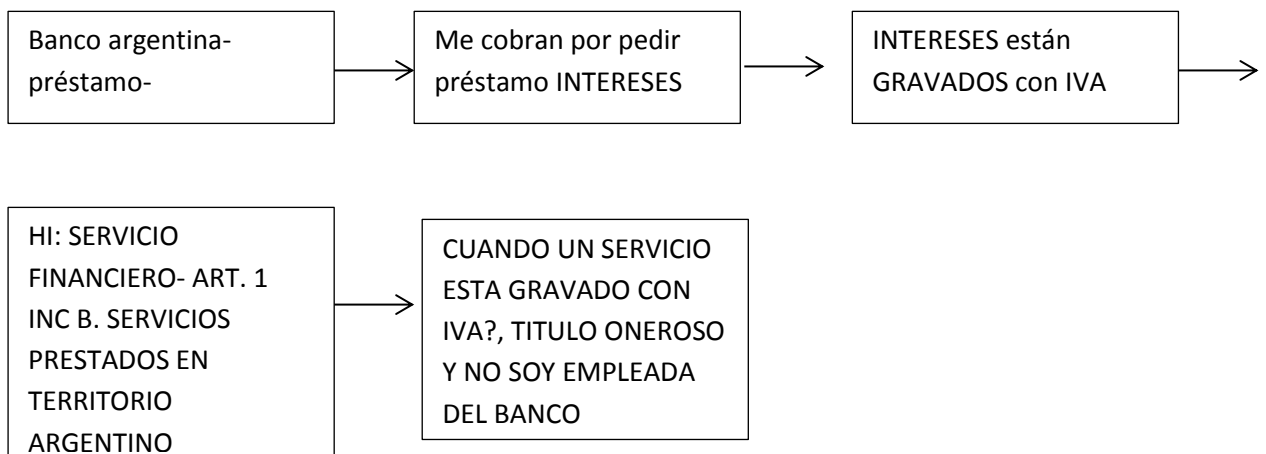 Banco argentina-
préstamo-
Me cobran por pedir
préstamo INTERESES
INTERESES están
GRAVADOS con IVA
HI: SERVICIO
FINANCIERO- ART. 1
INC B. SERVICIOS
PRESTADOS EN
TERRITORIO
ARGENTINO
CUANDO UN SERVICIO
ESTA GRAVADO CON
IVA?, TITULO ONEROSO
Y NO SOY EMPLEADA
DEL BANCO